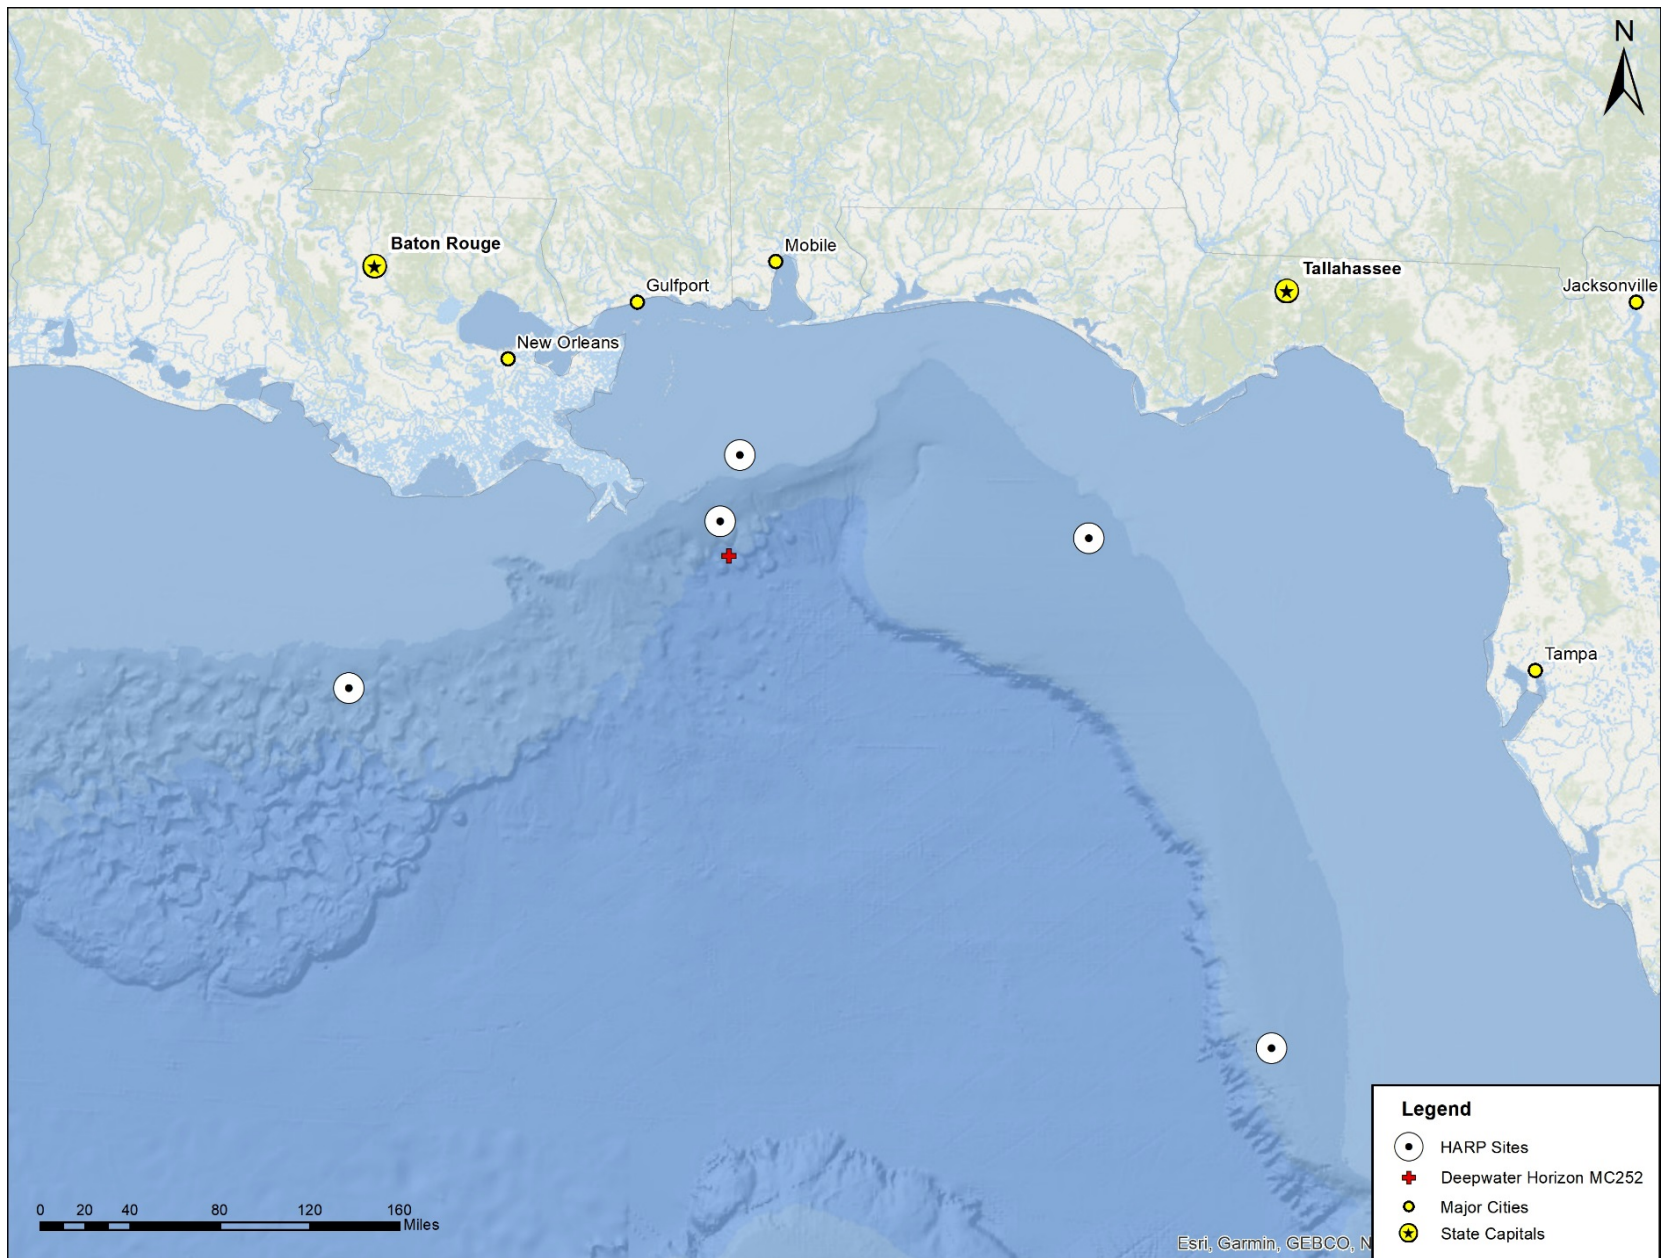 N
Baton Rouge
Mobile
Tallahassee
Gulfport
Jacksonville
New Orleans
Tampa
Legend
HARP Sites
Deepwater Horizon MC252
Major Cities
State Capitals
0 20 40 80 120 160
Miles
Esri, Garmin, GEBCO, N